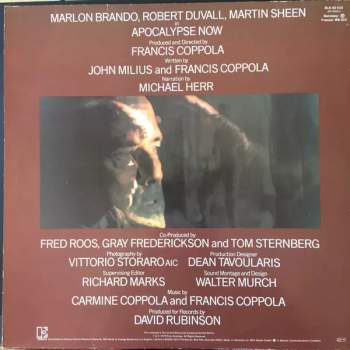 MARLON BRANDO, ROBERT DUVALL, MARTIN SHEEN
in
APOCALYPSE NOW
Produced and Directed by
FRANCIS COPPOLA
Written by
JOHN MILIUS and FRANCIS COPPOLA
Narration by
MICHAEL HERR
Co-Produced by
FRED ROOS, GRAY FREDERICKSON and TOM STERNBERG
Photography by Production Designer
VITTORIO STORARO AIC DEAN TAVOULARIS
Supervising Editor Sound Montage and Design
RICHARD MARKS WALTER MURCH
Music by
CARMINE COPPOLA and FRANCIS COPPOLA
Produced for Records by
DAVID RUBINSON